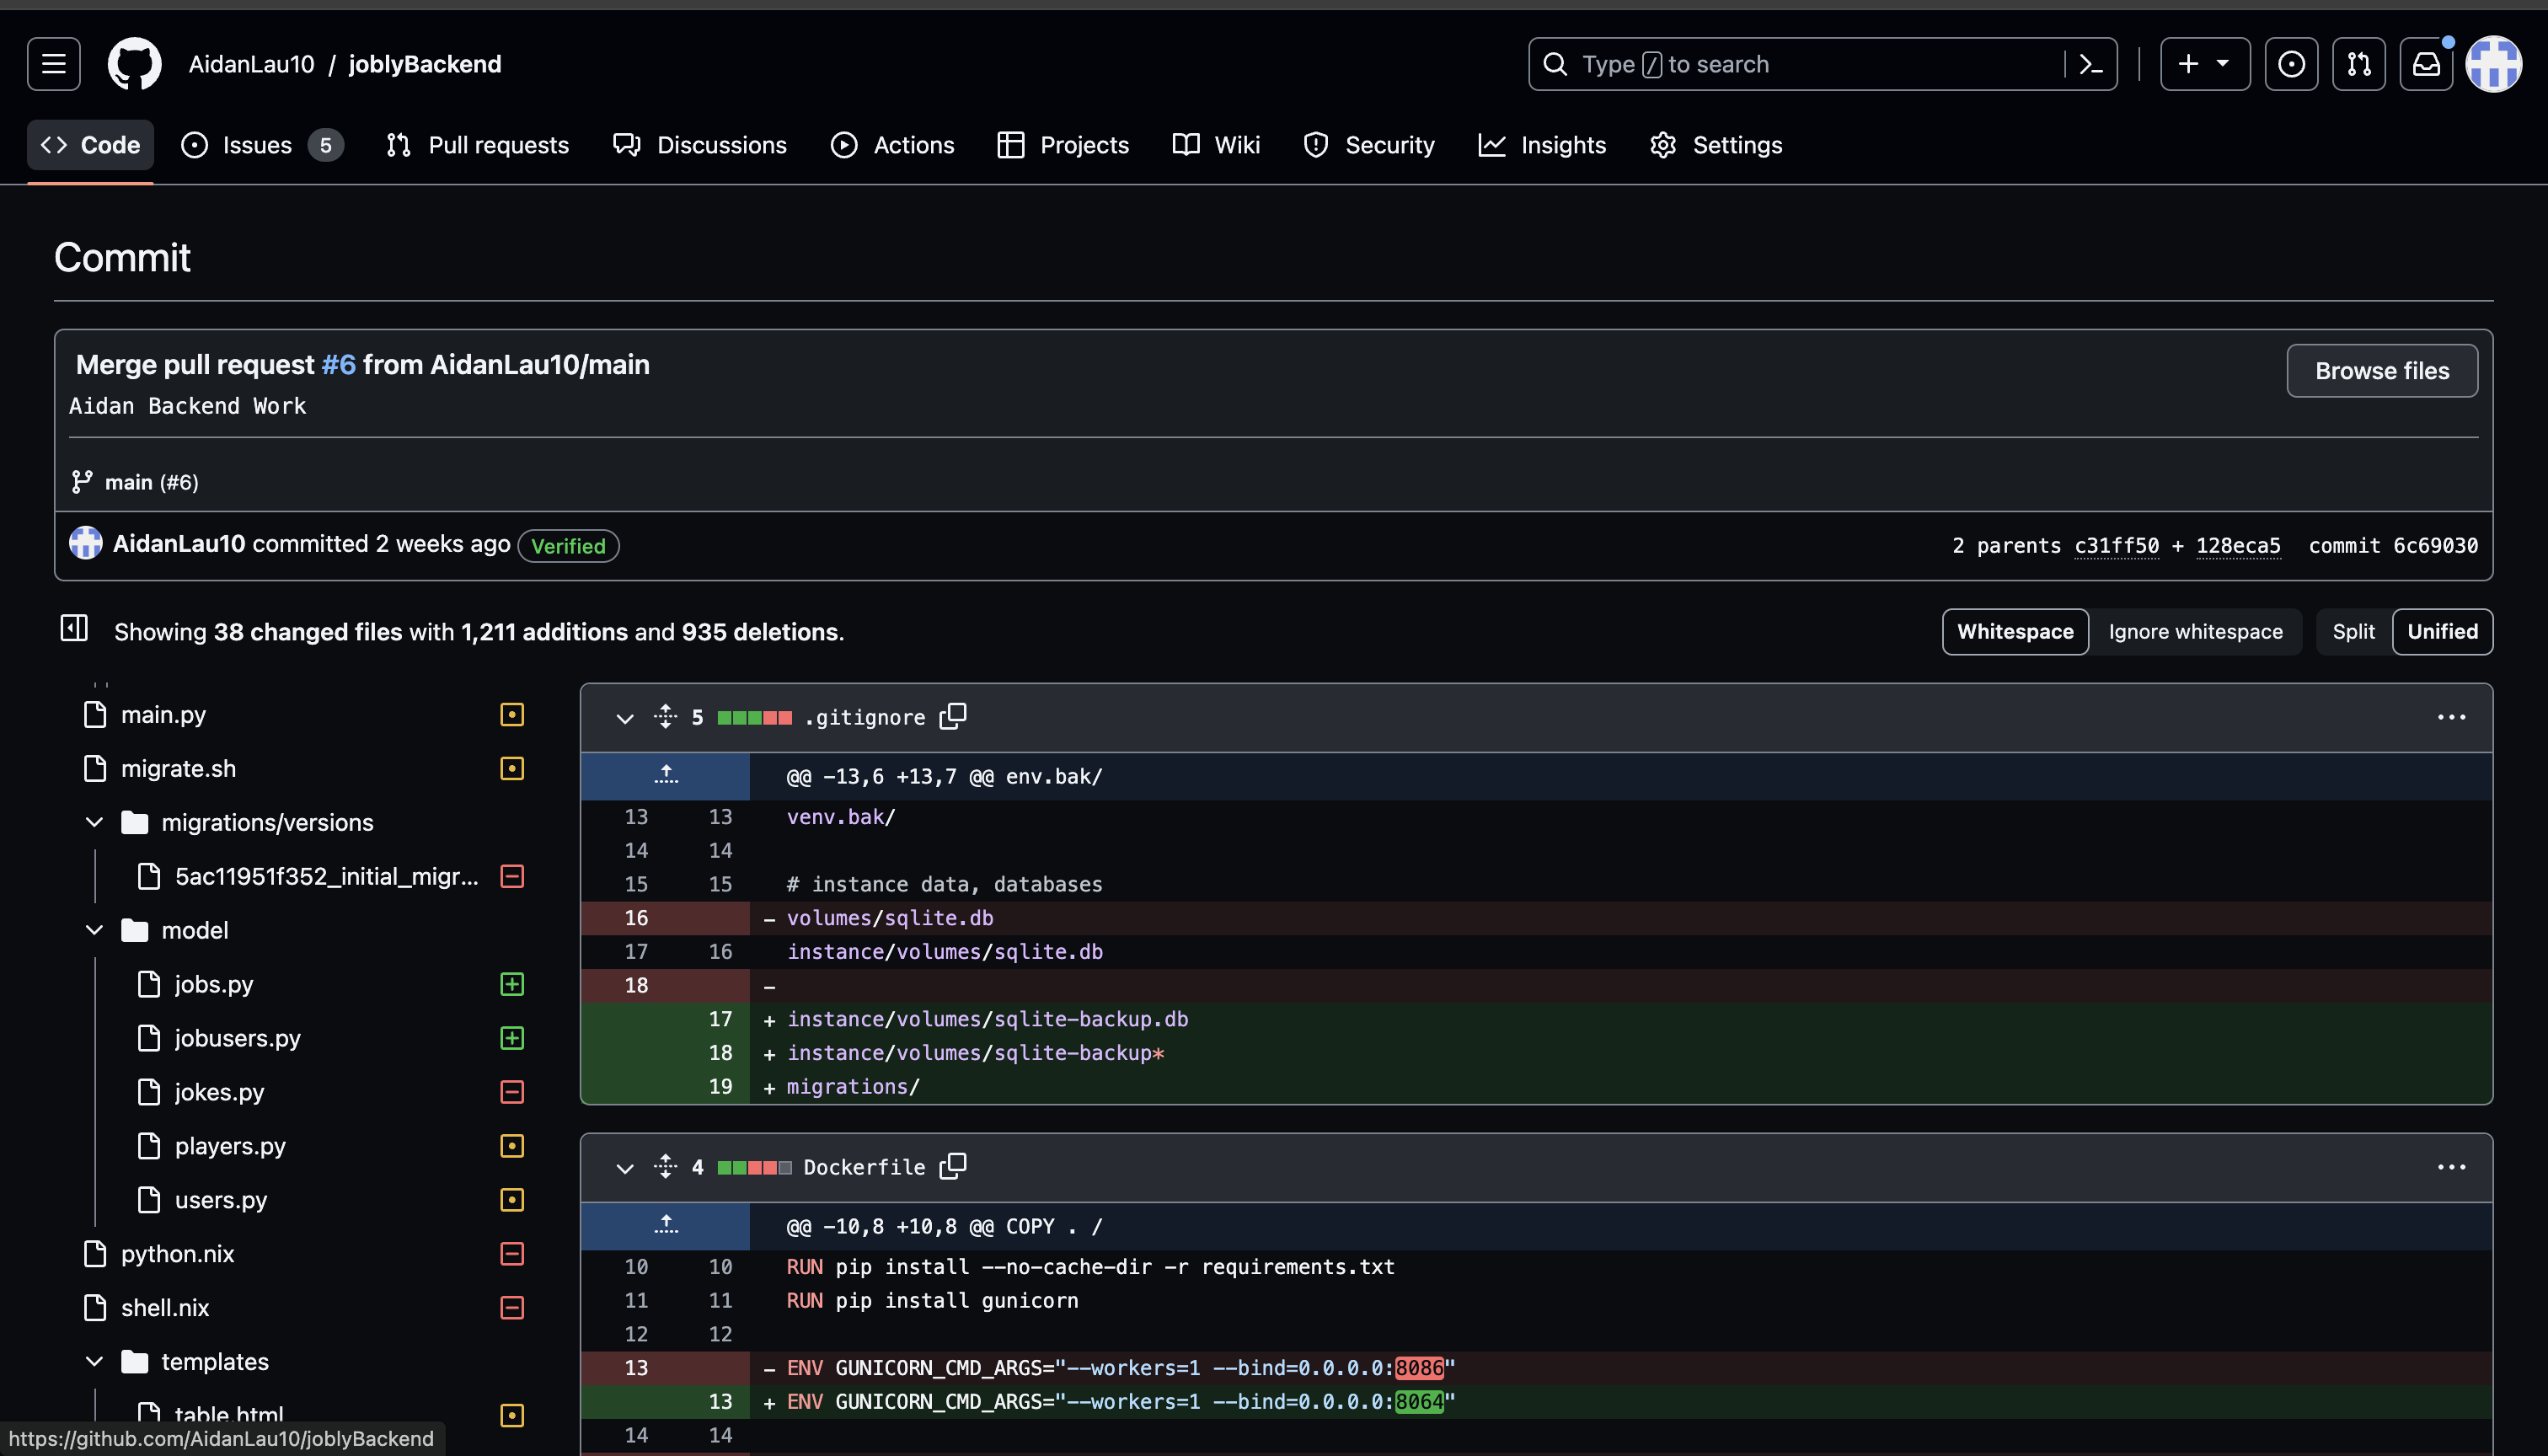 AidanLau10 / joblyBackend
Type / to search
Code
Issues 5
Pull requests
Discussions
Actions
Projects
Wiki
Security
Insights
Settings
Commit
Merge pull request #6 from AidanLau10/main
Browse files
Aidan Backend Work
main (#6)
AidanLau10 committed 2 weeks ago Verified
2 parents c31ff50 + 128eca5 commit 6c69030
Showing 38 changed files with 1,211 additions and 935 deletions.
Whitespace Ignore whitespace Split Unified
main.py
migrate.sh
migrations/versions
5ac11951f352_initial_migr...
model
jobs.py
jobusers.py
jokes.py
players.py
users.py
python.nix
shell.nix
templates
table.html
https://github.com/AidanLau10/joblyBackend
5 .gitignore
@@ -13,6 +13,7 @@ env.bak/
13 13 venv.bak/
14 14
15 15 # instance data, databases
16 - volumes/sqlite.db
17 16 instance/volumes/sqlite.db
18 -
17 + instance/volumes/sqlite-backup.db
18 + instance/volumes/sqlite-backup*
19 + migrations/
4 Dockerfile
@@ -10,8 +10,8 @@ COPY . /
10 10 RUN pip install --no-cache-dir -r requirements.txt
11 11 RUN pip install gunicorn
12 12
13 - ENV GUNICORN_CMD_ARGS="--workers=1 --bind=0.0.0.0:8086"
13 + ENV GUNICORN_CMD_ARGS="--workers=1 --bind=0.0.0.0:8064"
14 14